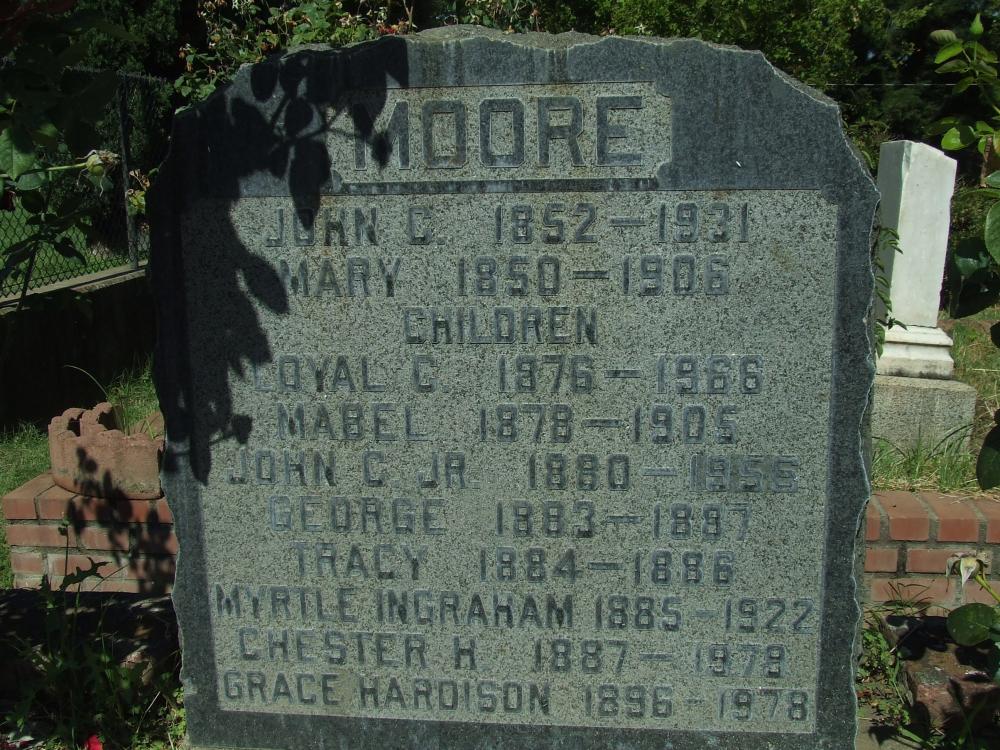 MOORE
JOHN C. 1852—1931
MARY 1850—1906
CHILDREN
LOYAL C. 1876—1966
MABEL 1878—1905
JOHN C. JR. 1880—1955
GEORGE 1883—1887
TRACY 1884—1886
MYRTLE INGRAHAM 1885—1922
CHESTER H 1887—1979
GRACE HARDISON 1896—1978